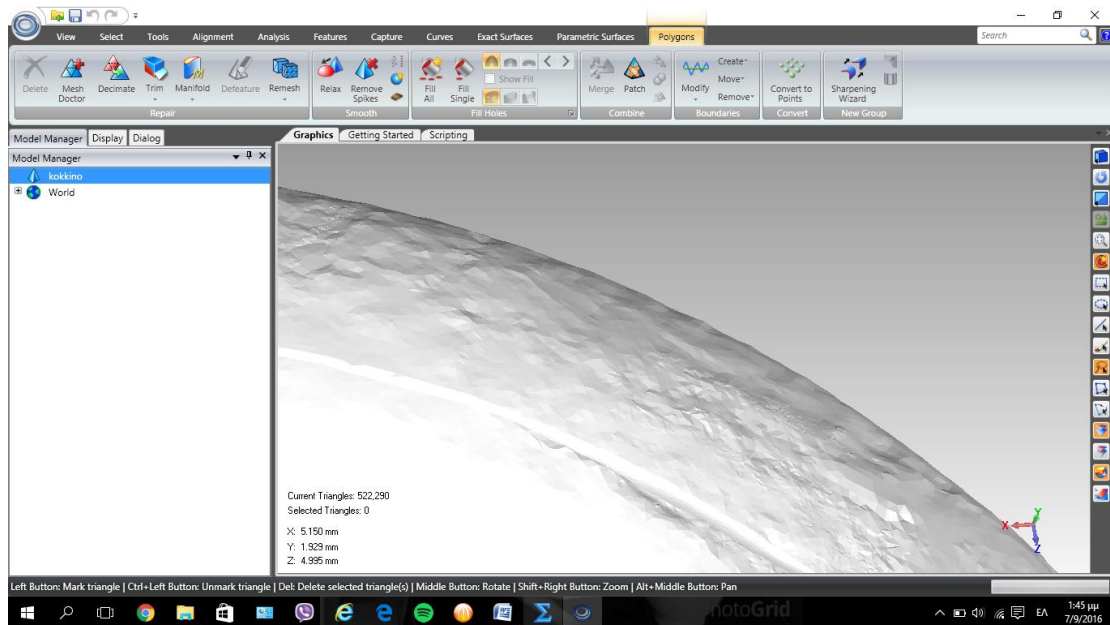 View Select Tools Alignment Analysis Features Capture Curves Exact Surfaces Parametric Surfaces Polygons Search
Delete Mesh Doctor Decimate Trim Manifold Defeature Remesh Relax Remove Spikes Fill All Fill Single Show Fill Merge Patch Modify Create Move Remove Convert to Points Sharpening Wizard
Repair Smooth Fill Holes Combine Boundaries Convert New Group
Model Manager Display Dialog Graphics Getting Started Scripting
Model Manager
kokkino
World
Current Triangles: 522,290
Selected Triangles: 0
X: 5.150 mm
Y: 1.929 mm
Z: 4.995 mm
X Y Z
Left Button: Mark triangle | Ctrl+Left Button: Unmark triangle | Del: Delete selected triangle(s) | Middle Button: Rotate | Shift+Right Button: Zoom | Alt+Middle Button: Pan
hotoGrid
ΕΛ 1:45 μμ
7/9/2016